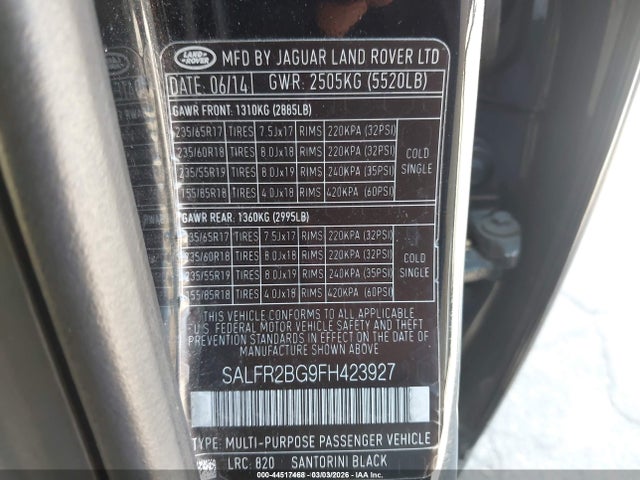 LAND ROVER MFD BY JAGUAR LAND ROVER LTD
DATE: 06/14 GWR: 2505KG (5520LB)
GAWR FRONT: 1310KG (2885LB)
235/65R17 TIRES 7.5Jx17 RIMS 220KPA (32PSI)
235/60R18 TIRES 8.0Jx18 RIMS 220KPA (32PSI)
235/55R19 TIRES 8.0Jx19 RIMS 240KPA (35PSI)
155/85R18 TIRES 4.0Jx18 RIMS 420KPA (60PSI)
COLD
SINGLE
GAWR REAR: 1360KG (2995LB)
235/65R17 TIRES 7.5Jx17 RIMS 220KPA (32PSI)
235/60R18 TIRES 8.0Jx18 RIMS 220KPA (32PSI)
235/55R19 TIRES 8.0Jx19 RIMS 240KPA (35PSI)
155/85R18 TIRES 4.0Jx18 RIMS 420KPA (60PSI)
COLD
SINGLE
THIS VEHICLE CONFORMS TO ALL APPLICABLE
U.S. FEDERAL MOTOR VEHICLE SAFETY AND THEFT
PREVENTION STANDARDS IN EFFECT ON THE DATE
OF MANUFACTURE SHOWN ABOVE.
SALFR2BG9FH423927
TYPE: MULTI-PURPOSE PASSENGER VEHICLE
LRC: 820 SANTORINI BLACK
000-44517468 - 03/03/2026 - IAAI.COM